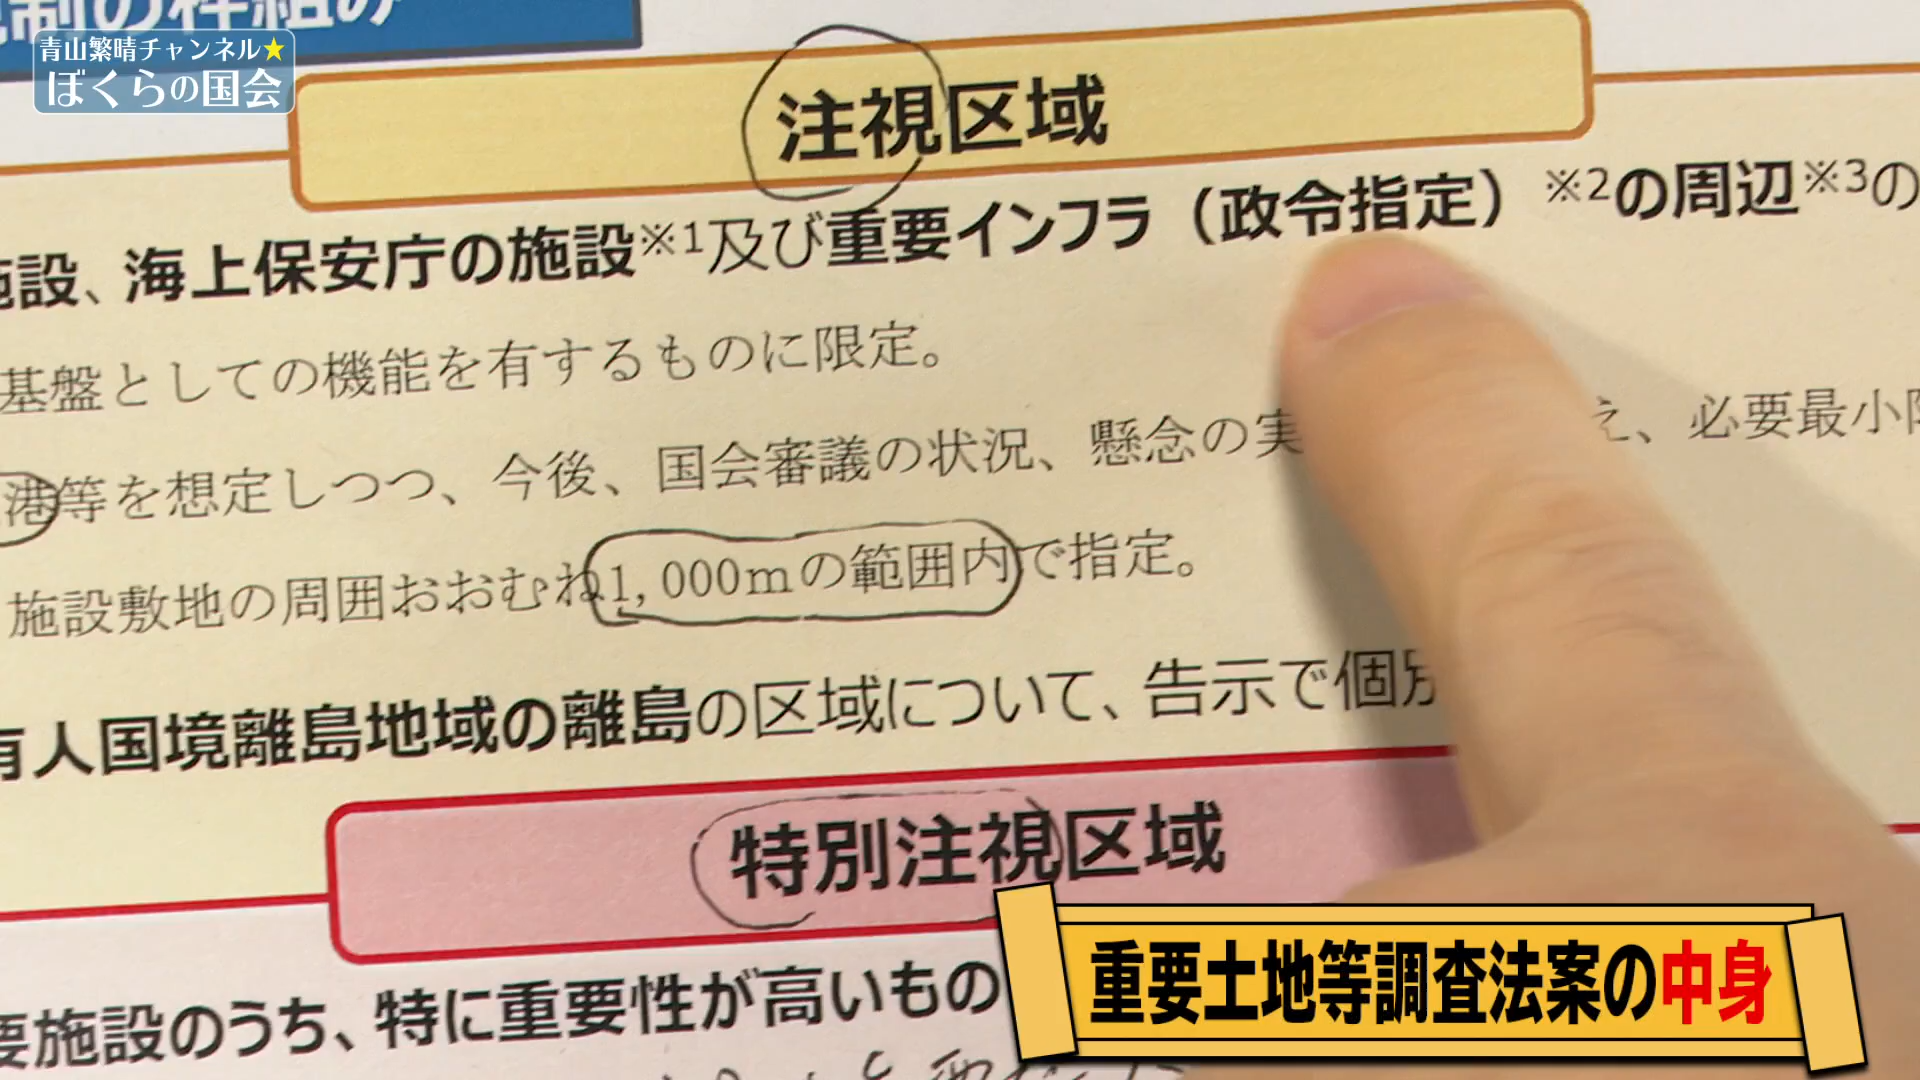 制の枠組み
青山繁晴チャンネル★
ぼくらの国会
注視区域
施設、海上保安庁の施設※1及び重要インフラ（政令指定）※2の周辺※3の
基盤としての機能を有するものに限定。
港等を想定しつつ、今後、国会審議の状況、懸念の実 え、必要最小限
施設敷地の周囲おおむね1,000mの範囲内で指定。
有人国境離島地域の離島の区域について、告示で個別
特別注視区域
要施設のうち、特に重要性が高いもの
重要土地等調査法案の中身